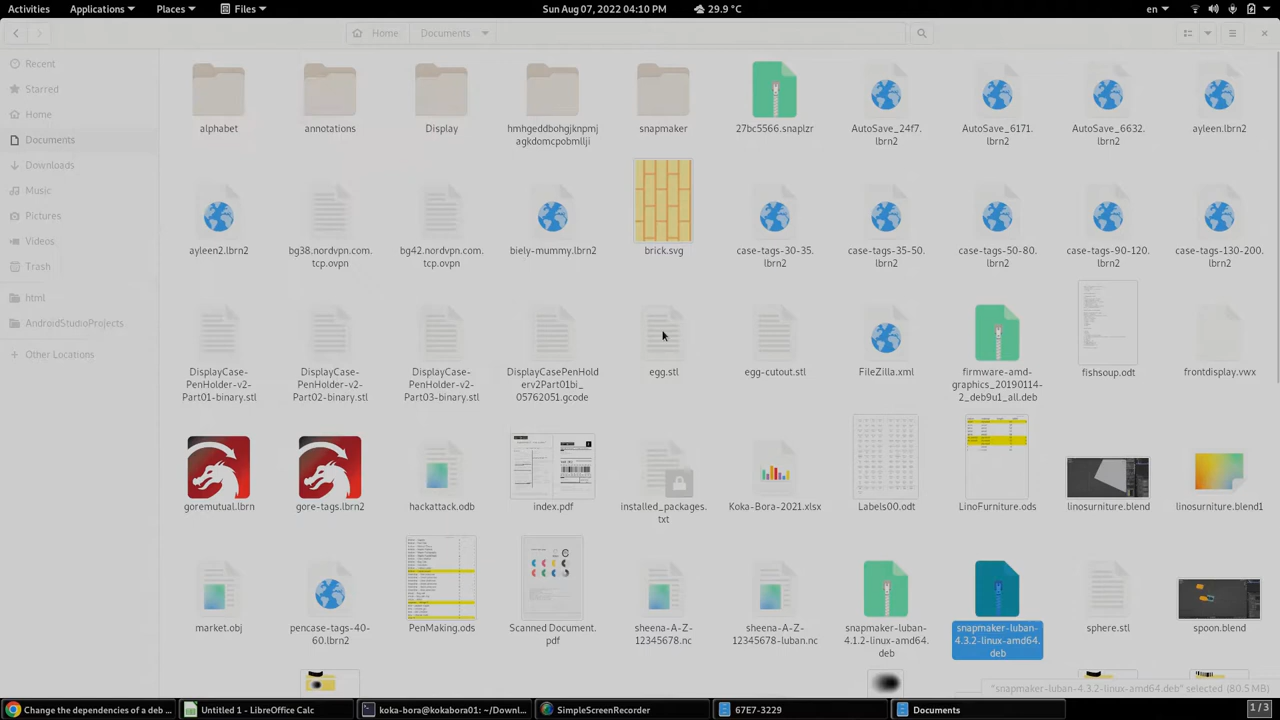 Activities Applications Places Files Sun Aug 07, 2022 04:10 PM 29.9 °C en
Home Documents
Recent
Starred
Home
Documents
Downloads
Music
Pictures
Videos
Trash
html
AndroidStudioProjects
Other Locations
alphabet
annotations
Display
hmhgeddbohgjknpmj
agkdomcpobmllji
snapmaker
27bc5566.snaplzr
AutoSave_24f7.
lbrn2
AutoSave_6171.
lbrn2
AutoSave_6632.
lbrn2
ayleen.lbrn2
ayleen2.lbrn2
bg38.nordvpn.com.
tcp.ovpn
bg42.nordvpn.com.
tcp.ovpn
biely-mummy.lbrn2
brick.svg
case-tags-30-35.
lbrn2
case-tags-35-50.
lbrn2
case-tags-50-80.
lbrn2
case-tags-90-120.
lbrn2
case-tags-130-200.
lbrn2
DisplayCase-
PenHolder-v2-
Part01-binary.stl
DisplayCase-
PenHolder-v2-
Part02-binary.stl
DisplayCase-
PenHolder-v2-
Part03-binary.stl
DisplayCasePenHold
erv2Part01bi_
05762051.gcode
egg.stl
egg-cutout.stl
FileZilla.xml
firmware-amd-
graphics_20190114-
2_deb9u1_all.deb
fishsoup.odt
frontdisplay.vwx
goremutual.lbrn
gore-tags.lbrn2
hackattack.odb
index.pdf
installed_packages.
txt
Koka-Bora-2021.xlsx
Labels00.odt
LinoFurniture.ods
linosurniture.blend
linosurniture.blend1
market.obj
pencase-tags-40-
60.lbrn2
PenMaking.ods
Scanned Document.
pdf
sheena-A-Z-
12345678.nc
sheena-A-Z-
12345678-luban.nc
snapmaker-luban-
4.1.2-linux-amd64.
deb
snapmaker-luban-
4.3.2-linux-amd64.
deb
sphere.stl
spoon.blend
"snapmaker-luban-4.3.2-linux-amd64.deb" selected (80.5 MB)
Change the dependencies of a deb ... Untitled 1 - LibreOffice Calc koka-bora@kokabora01: ~/Downl... SimpleScreenRecorder 67E7-3229 Documents 1 / 3